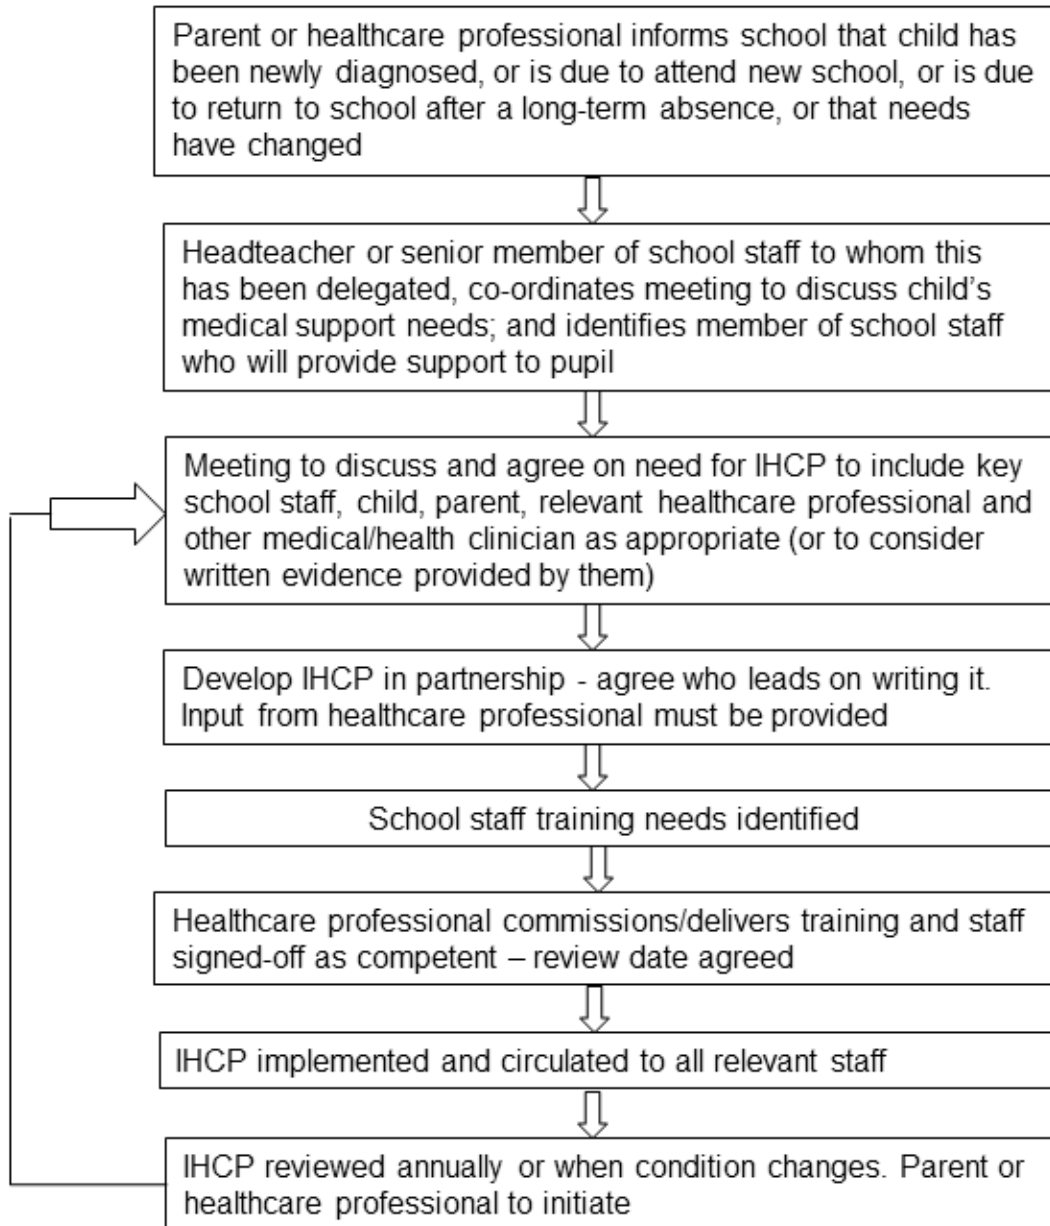 Parent or healthcare professional informs school that child has
been newly diagnosed, or is due to attend new school, or is due
to return to school after a long-term absence, or that needs
have changed
Headteacher or senior member of school staff to whom this
has been delegated, co-ordinates meeting to discuss child's
medical support needs; and identifies member of school staff
who will provide support to pupil
Meeting to discuss and agree on need for IHCP to include key
school staff, child, parent, relevant healthcare professional and
other medical/health clinician as appropriate (or to consider
written evidence provided by them)
Develop IHCP in partnership - agree who leads on writing it.
Input from healthcare professional must be provided
School staff training needs identified
Healthcare professional commissions/delivers training and staff
signed-off as competent – review date agreed
IHCP implemented and circulated to all relevant staff
IHCP reviewed annually or when condition changes. Parent or
healthcare professional to initiate